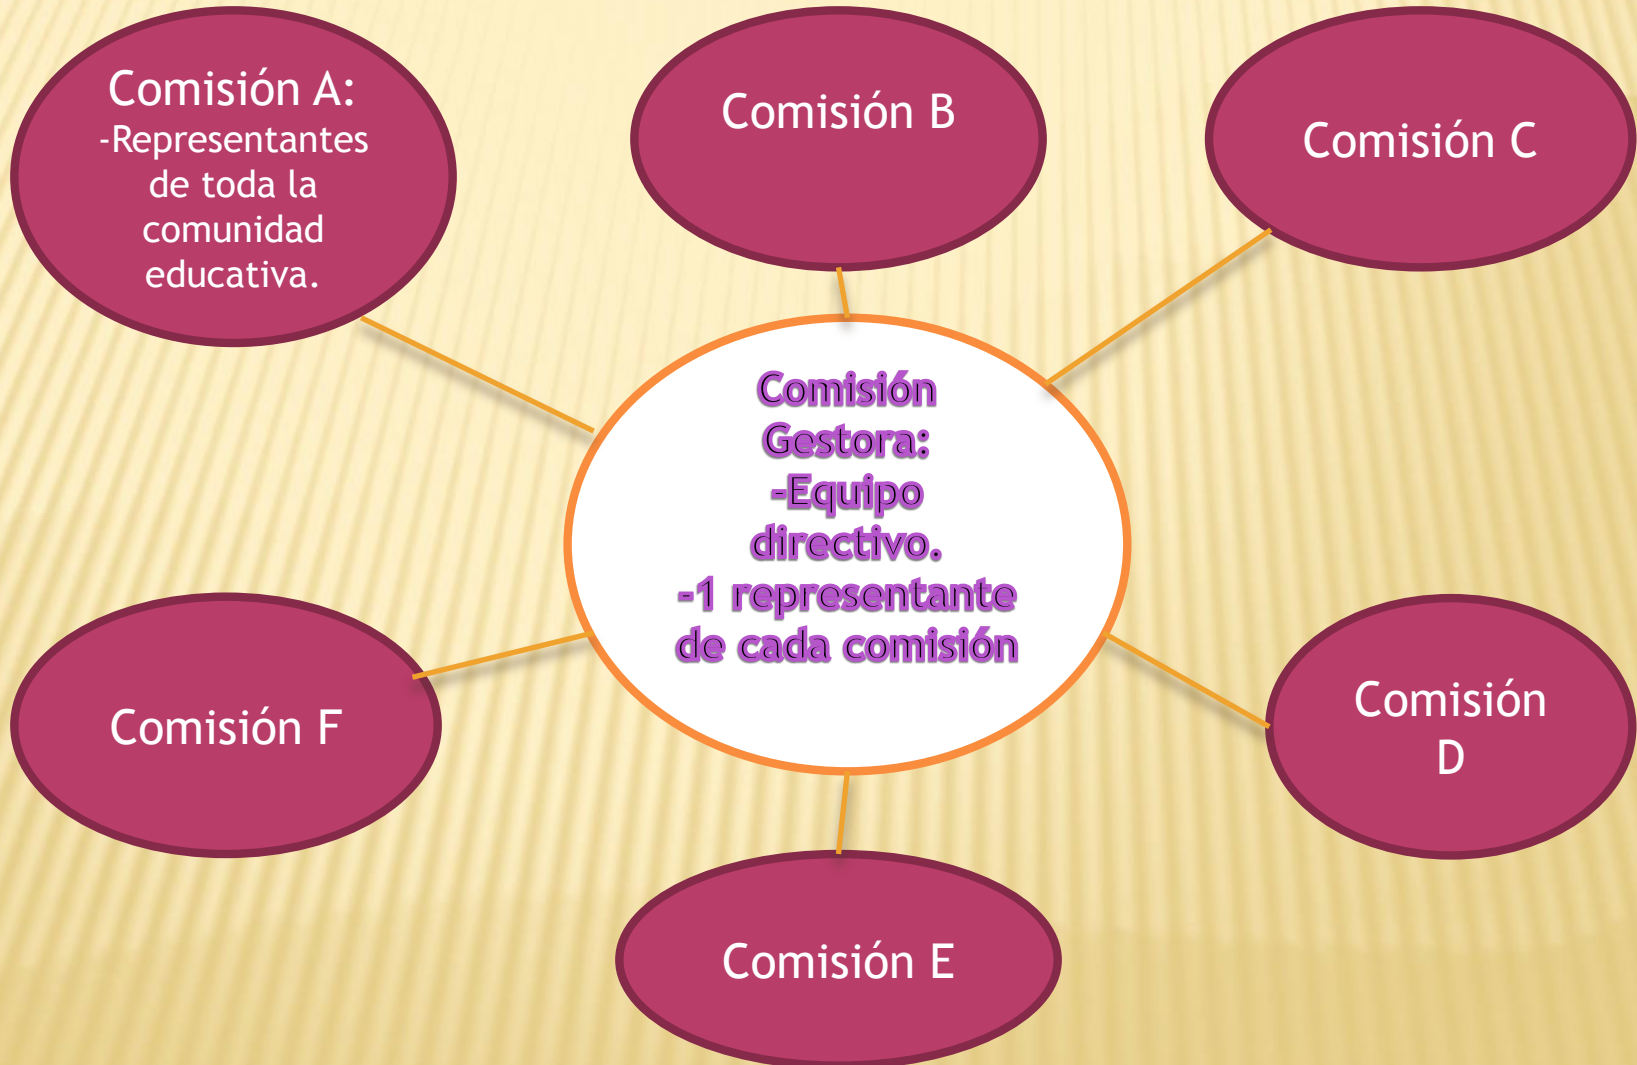 Comisión A:
-Representantes
de toda la
comunidad
educativa.
Comisión B
Comisión C
Comisión
Gestora:
-Equipo
directivo.
-1 representante
de cada comisión
Comisión F
Comisión
D
Comisión E